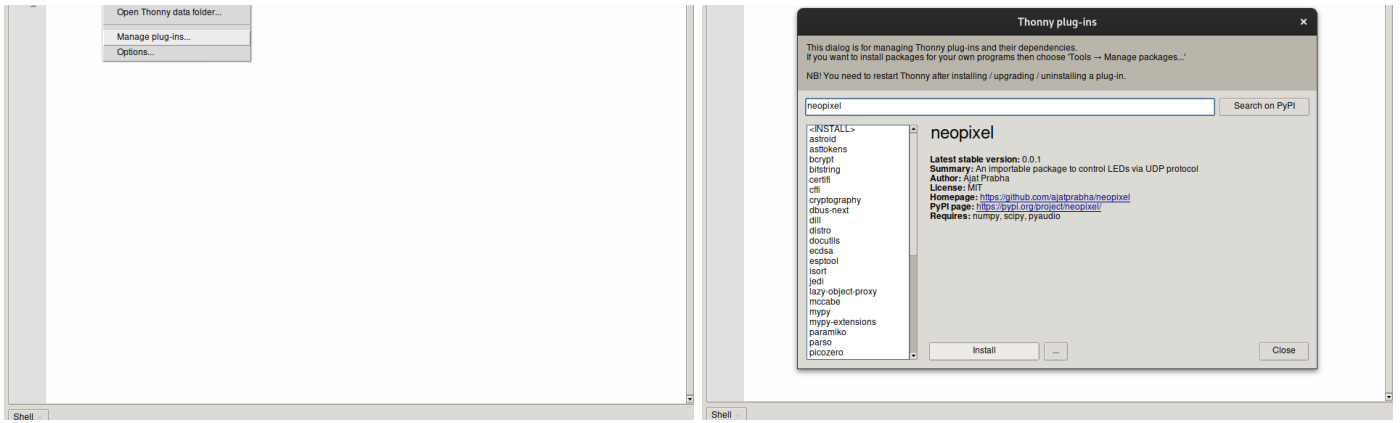 Open Thonny data folder...
Manage plug-ins...
Options...
Shell
Thonny plug-ins
This dialog is for managing Thonny plug-ins and their dependencies.
If you want to install packages for your own programs then choose 'Tools → Manage packages...'
NB! You need to restart Thonny after installing / upgrading / uninstalling a plug-in.
neopixel
Search on PyPI
<INSTALL>
astroid
asttokens
bcrypt
bitstring
certifi
cffi
cryptography
dbus-next
dill
distro
docutils
ecdsa
esptool
isort
jedi
lazy-object-proxy
mccabe
mypy
mypy-extensions
paramiko
parso
picozero
neopixel
Latest stable version: 0.0.1
Summary: An importable package to control LEDs via UDP protocol
Author: Ajat Prabha
License: MIT
Homepage: https://github.com/ajatprabha/neopixel
PyPI page: https://pypi.org/project/neopixel/
Requires: numpy, scipy, pyaudio
Install
...
Close
Shell